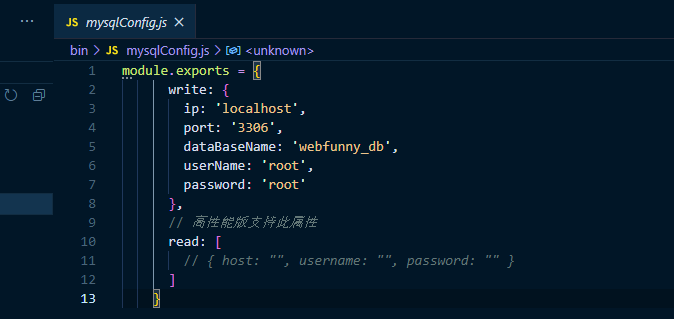 JS mysqlConfig.js ×
bin > JS mysqlConfig.js > <unknown>
1 module.exports = {
2 write: {
3 ip: 'localhost',
4 port: '3306',
5 dataBaseName: 'webfunny_db',
6 userName: 'root',
7 password: 'root'
8 },
9 // 高性能版支持此属性
10 read: [
11 // { host: "", username: "", password: "" }
12 ]
13 }